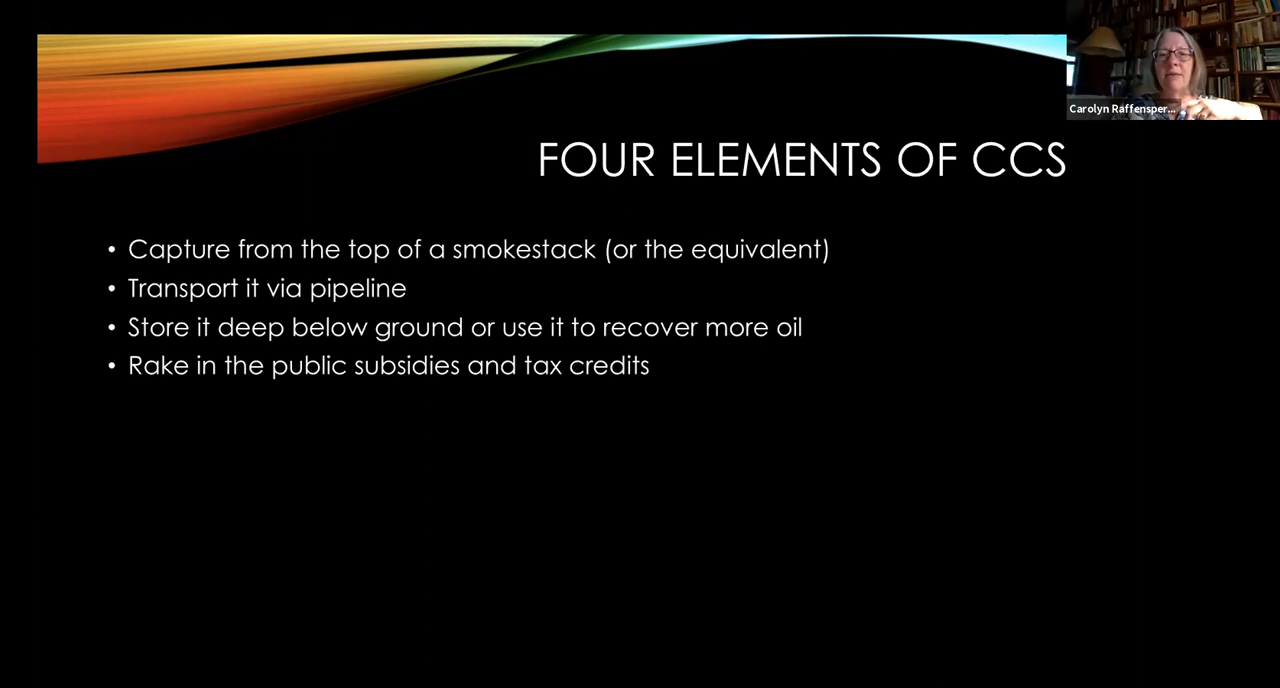 Carolyn Raffensper...
FOUR ELEMENTS OF CCS
• Capture from the top of a smokestack (or the equivalent)
• Transport it via pipeline
• Store it deep below ground or use it to recover more oil
• Rake in the public subsidies and tax credits